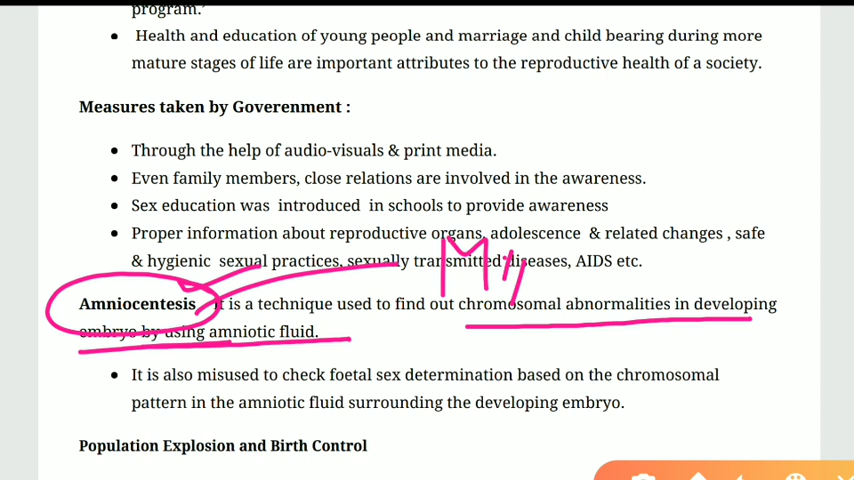 program.'
Health and education of young people and marriage and child bearing during more
mature stages of life are important attributes to the reproductive health of a society.
Measures taken by Goverenment :
Through the help of audio-visuals & print media.
Even family members, close relations are involved in the awareness.
Sex education was introduced in schools to provide awareness
Proper information about reproductive organs, adolescence & related changes , safe
& hygienic sexual practices, sexually transmitted diseases, AIDS etc.
Amniocentesis It is a technique used to find out chromosomal abnormalities in developing
embryo by using amniotic fluid.
It is also misused to check foetal sex determination based on the chromosomal
pattern in the amniotic fluid surrounding the developing embryo.
Population Explosion and Birth Control